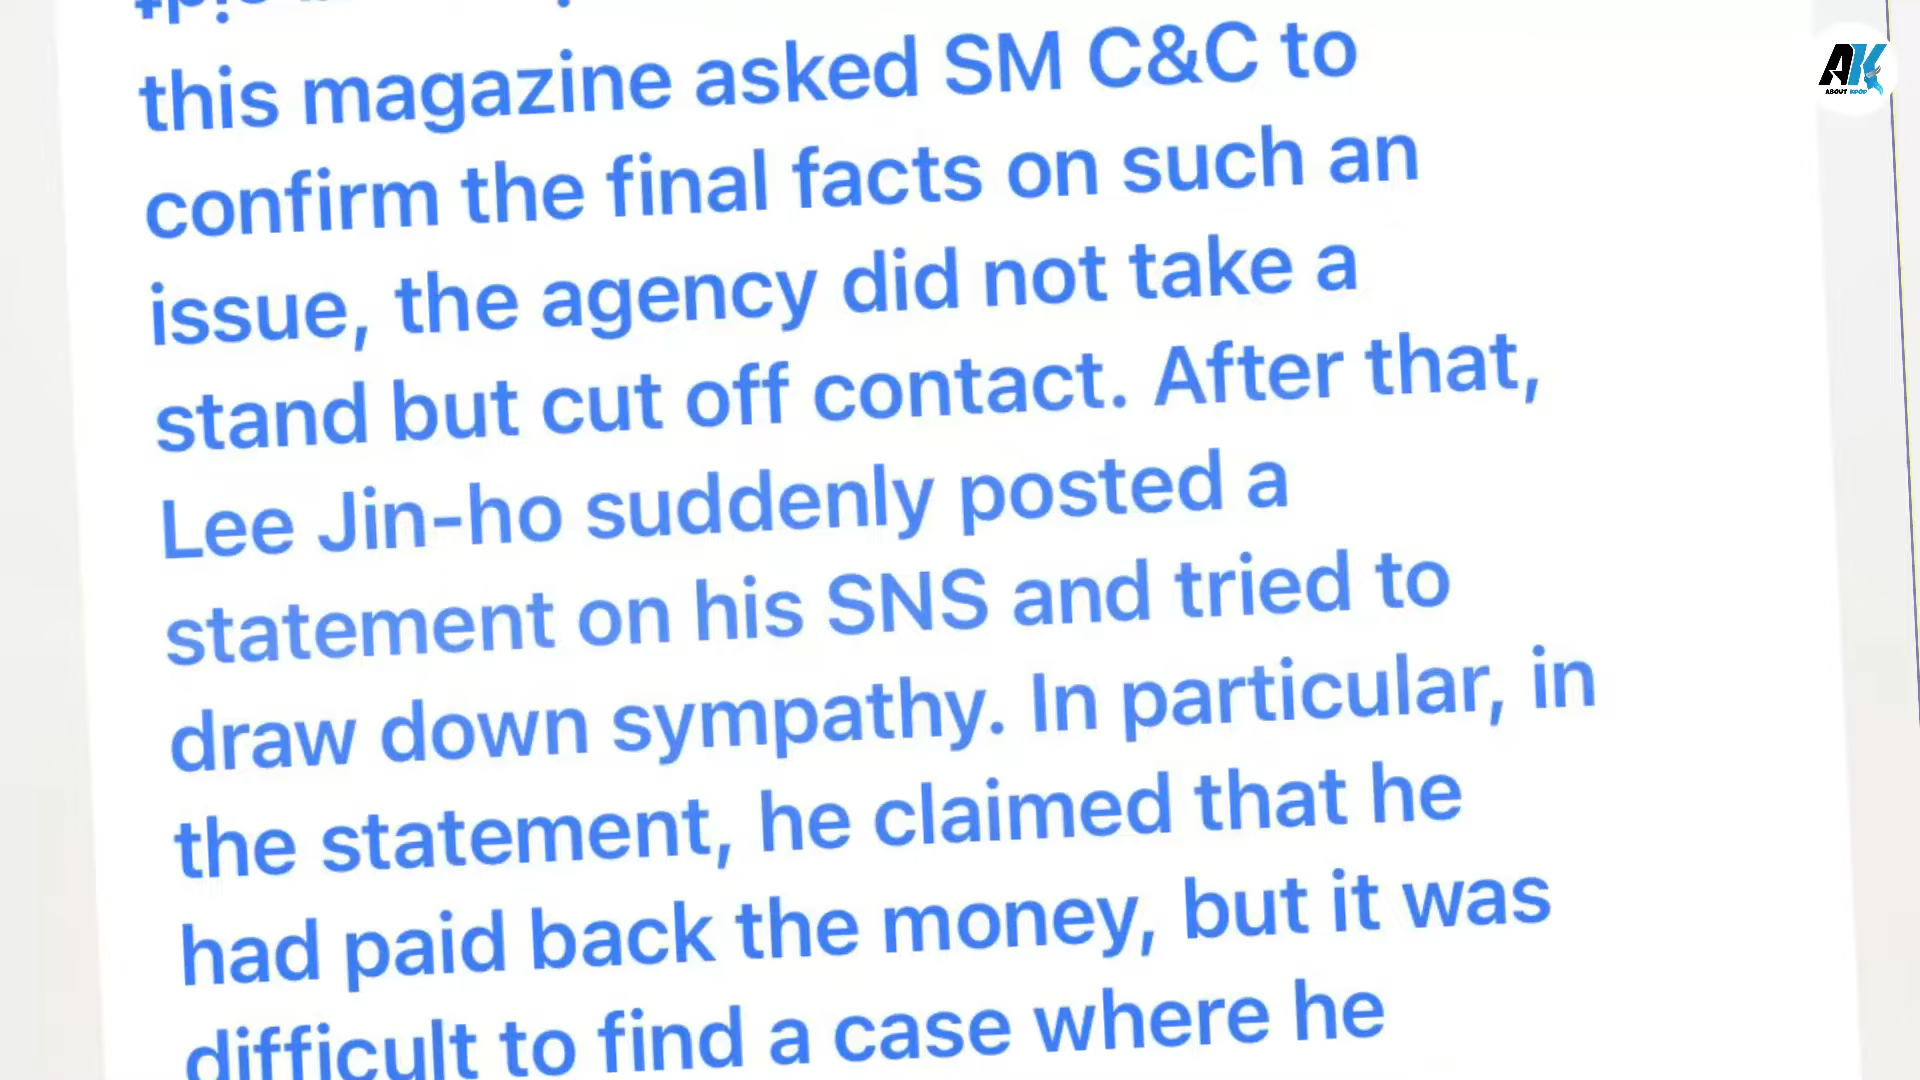 this magazine asked SM C&C to
confirm the final facts on such an
issue, the agency did not take a
stand but cut off contact. After that,
Lee Jin-ho suddenly posted a
statement on his SNS and tried to
draw down sympathy. In particular, in
the statement, he claimed that he
had paid back the money, but it was
difficult to find a case where he
AK
ABOUT KPOP